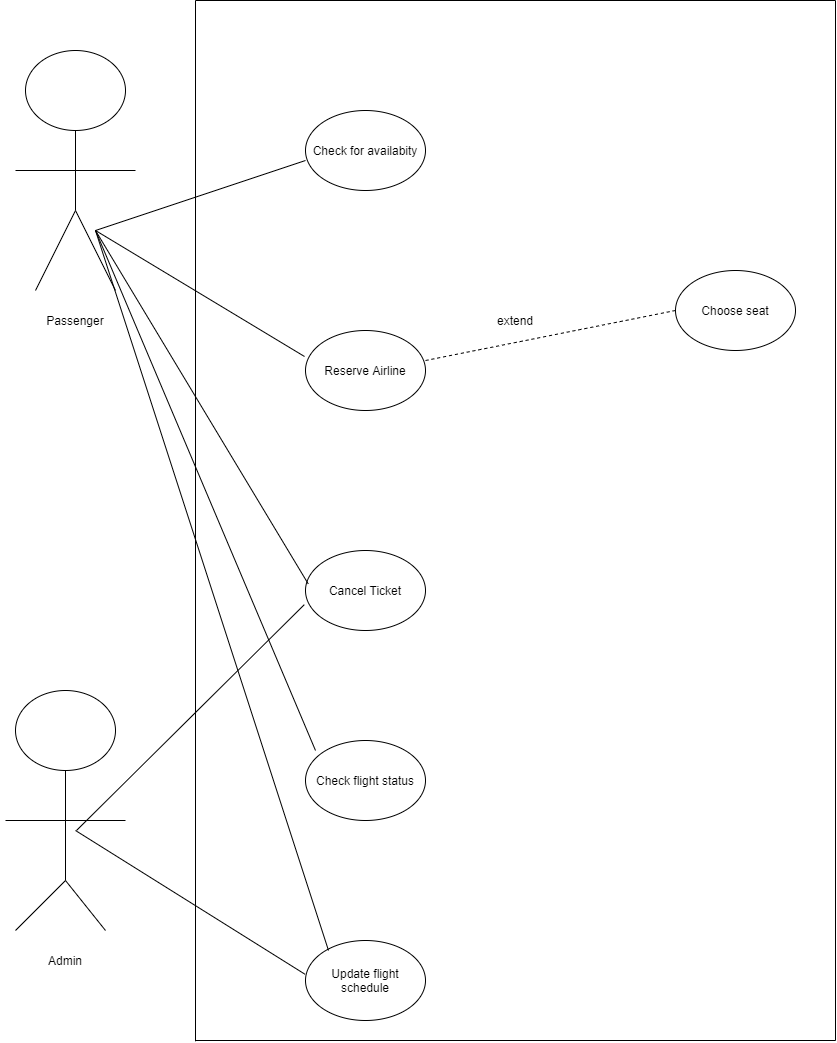 Check for availabity
Passenger
extend
Choose seat
Reserve Airline
Cancel Ticket
Check flight status
Admin
Update flight
schedule